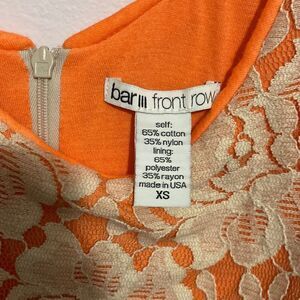 bar III front row
self:
65% cotton
35% nylon
lining:
65%
polyester
35% rayon
made in USA
XS